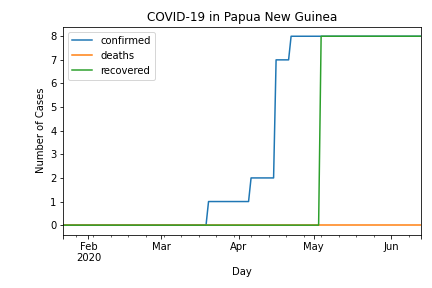 COVID-19 in Papua New Guinea
confirmed
deaths
recovered
Number of Cases
8
7
6
5
4
3
2
1
0
Feb Mar Apr May Jun
2020
Day